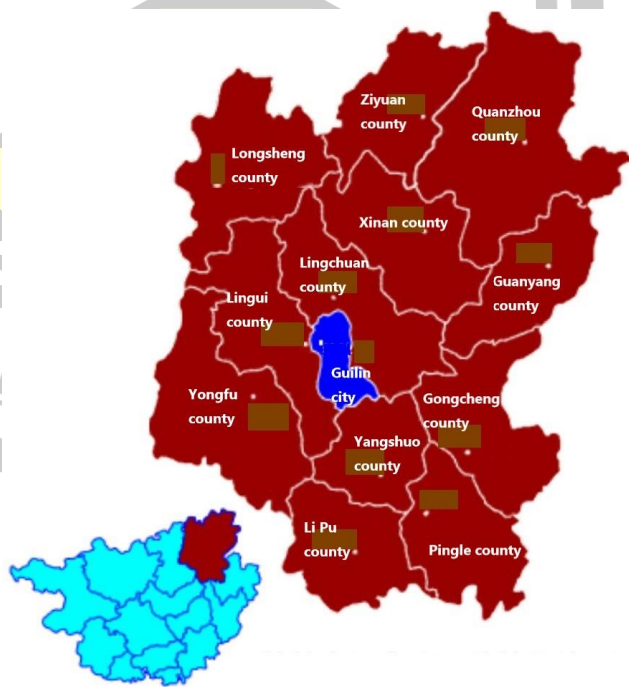 Ziyuan
county
Quanzhou
county
Longsheng
county
Xinan county
Lingchuan
county
Guanyang
county
Lingui
county
Guilin
city
Yongfu
county
Gongcheng
county
Yangshuo
county
Li Pu
county
Pingle county